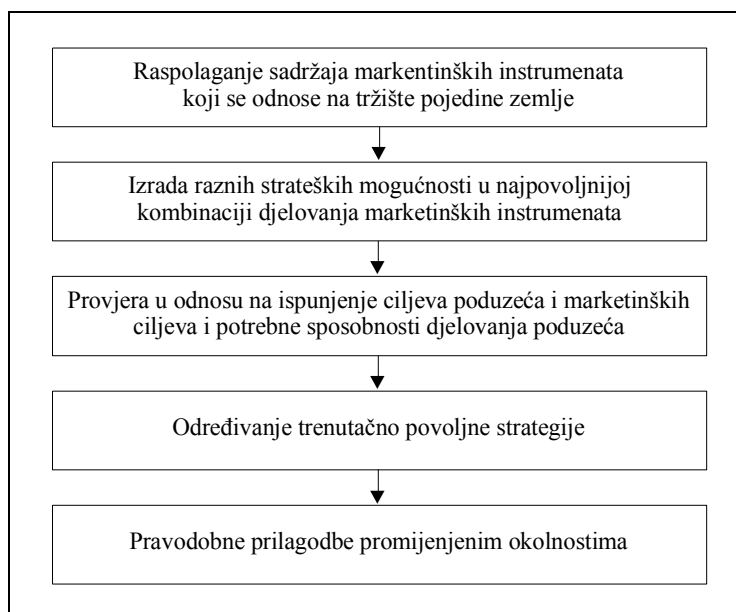 Raspolaganje sadržaja markentinških instrumenata
koji se odnose na tržište pojedine zemlje
Izrada raznih strateških mogućnosti u najpovoljnijoj
kombinaciji djelovanja marketinških instrumenata
Provjera u odnosu na ispunjenje ciljeva poduzeća i marketinških
ciljeva i potrebne sposobnosti djelovanja poduzeća
Određivanje trenutačno povoljne strategije
Pravodobne prilagodbe promijenjenim okolnostima